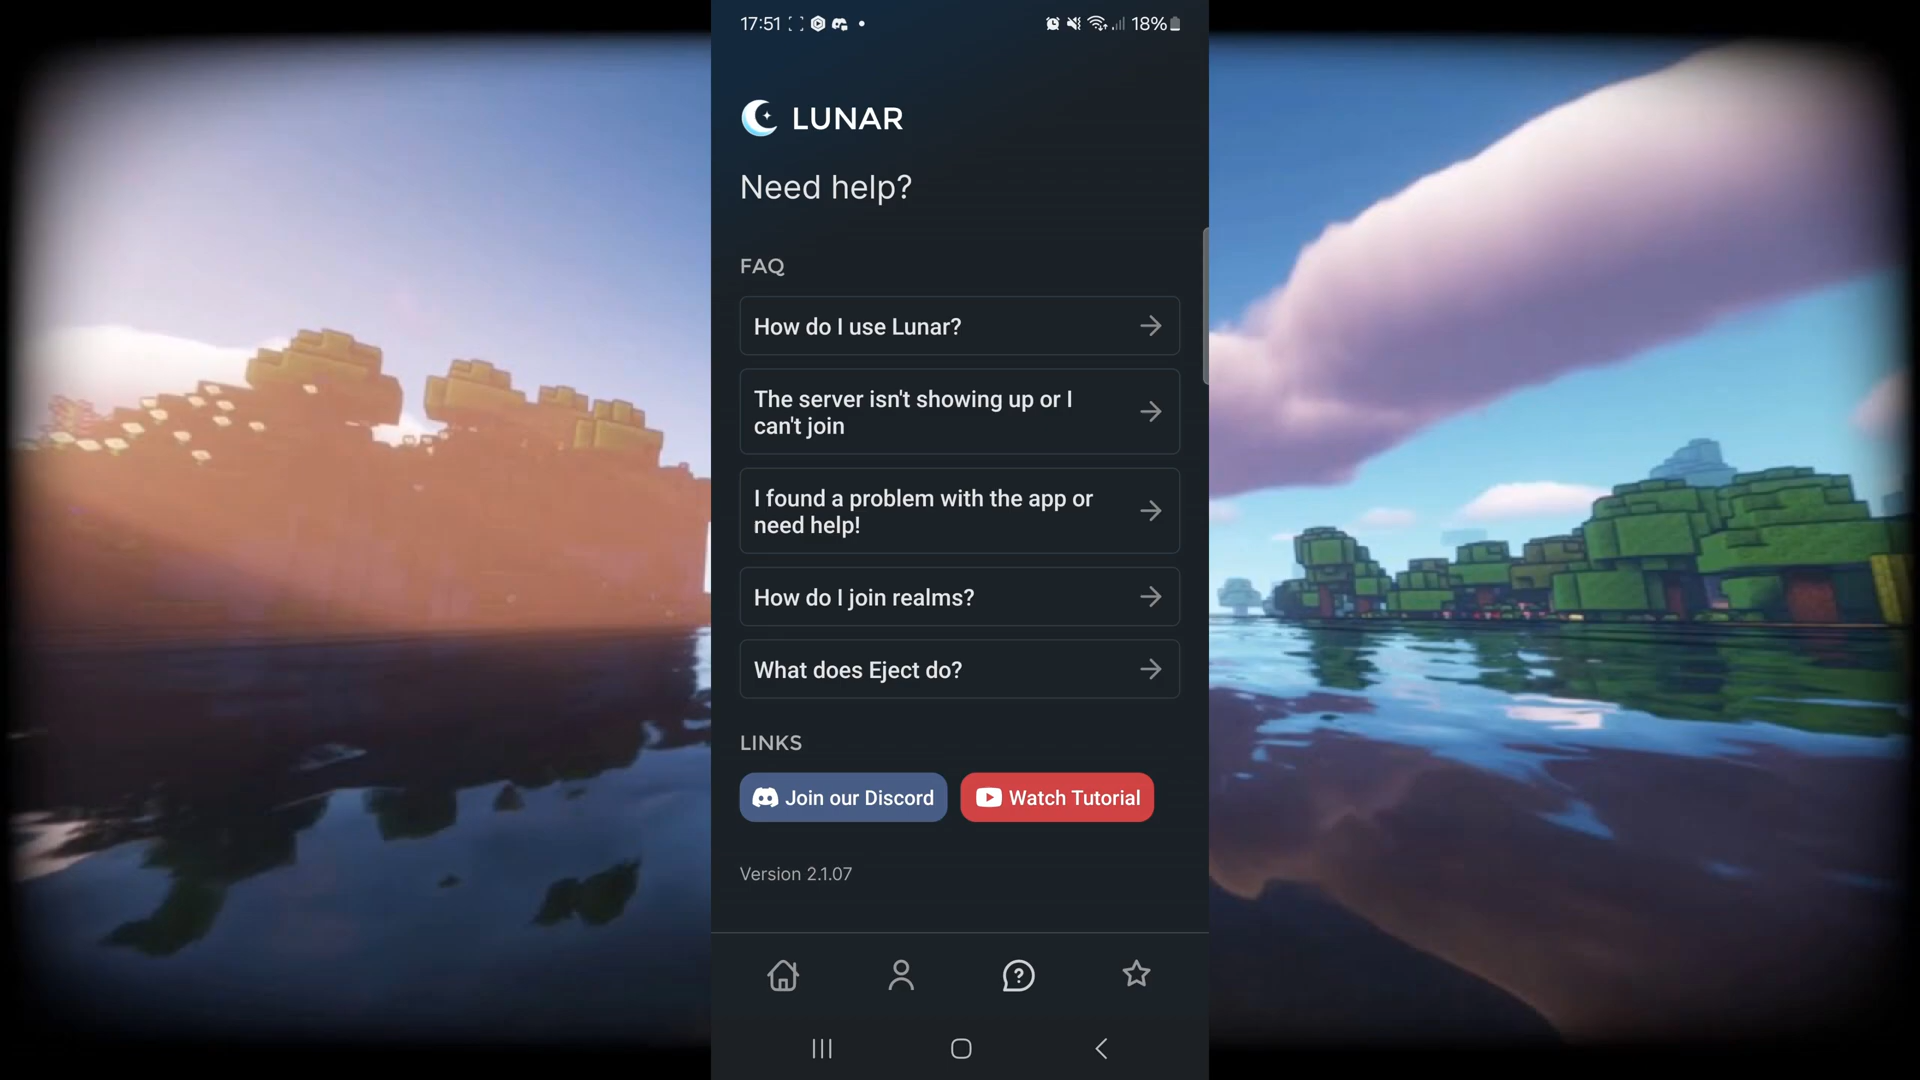 17:51
18%
LUNAR
Need help?
FAQ
How do I use Lunar?
The server isn't showing up or I
can't join
I found a problem with the app or
need help!
How do I join realms?
What does Eject do?
LINKS
Join our Discord
Watch Tutorial
Version 2.1.07